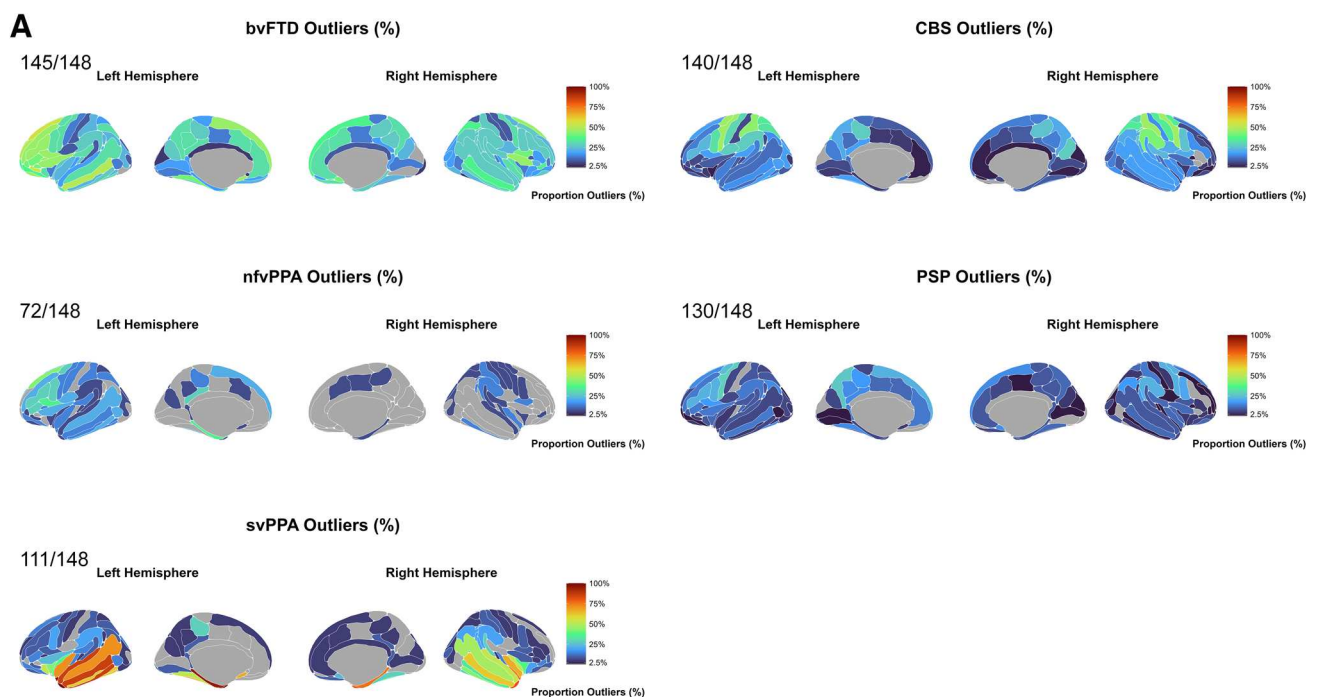 A
bvFTD Outliers (%)
145/148
Left Hemisphere
Right Hemisphere
100%
75%
50%
25%
2.5%
Proportion Outliers (%)
CBS Outliers (%)
140/148
Left Hemisphere
Right Hemisphere
100%
75%
50%
25%
2.5%
Proportion Outliers (%)
nfvPPA Outliers (%)
72/148
Left Hemisphere
Right Hemisphere
100%
75%
50%
25%
2.5%
Proportion Outliers (%)
PSP Outliers (%)
130/148
Left Hemisphere
Right Hemisphere
100%
75%
50%
25%
2.5%
Proportion Outliers (%)
svPPA Outliers (%)
111/148
Left Hemisphere
Right Hemisphere
100%
75%
50%
25%
2.5%
Proportion Outliers (%)